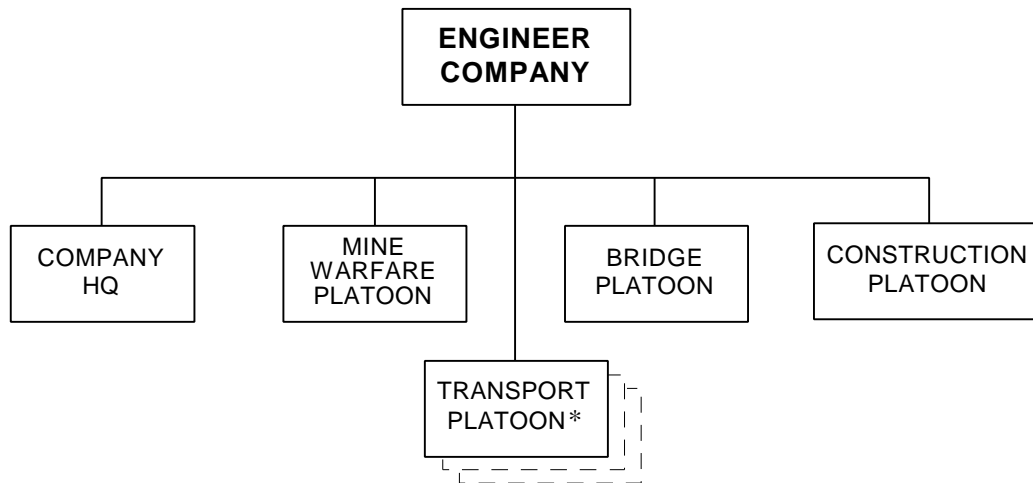 ENGINEER
COMPANY
COMPANY
HQ
MINE
WARFARE
PLATOON
BRIDGE
PLATOON
CONSTRUCTION
PLATOON
TRANSPORT
PLATOON*